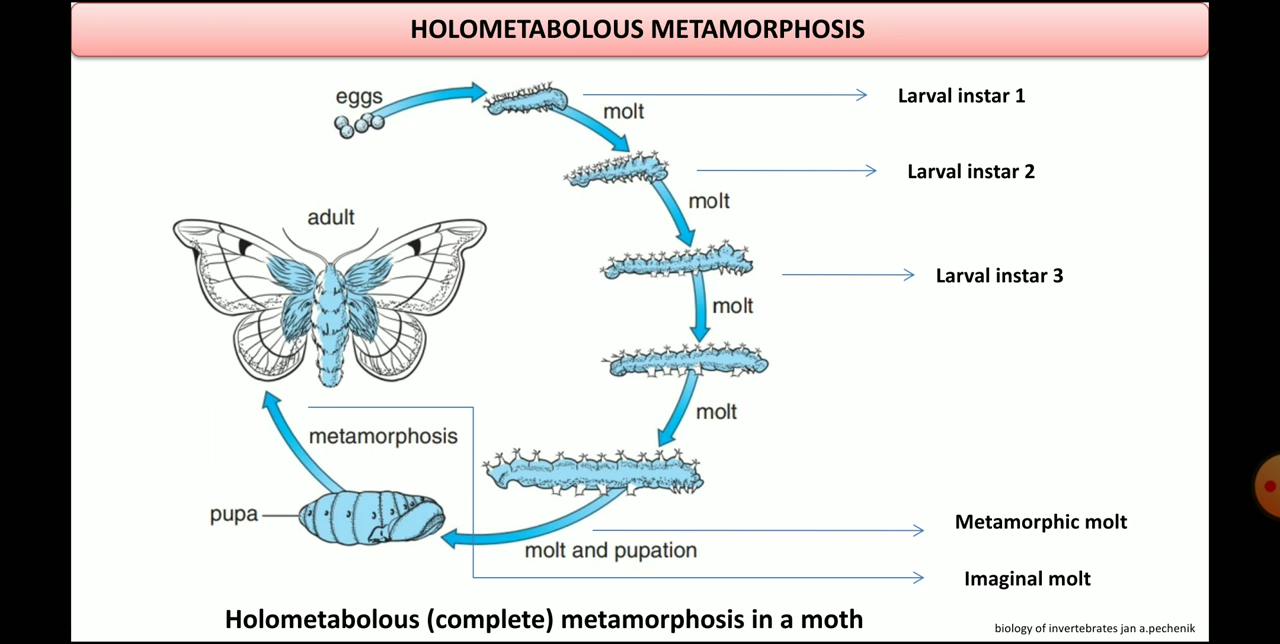 HOLOMETABOLOUS METAMORPHOSIS
eggs
molt
Larval instar 1
molt
Larval instar 2
adult
molt
Larval instar 3
molt
metamorphosis
pupa
molt and pupation
Metamorphic molt
Imaginal molt
Holometabolous (complete) metamorphosis in a moth
biology of invertebrates jan a.pechenik